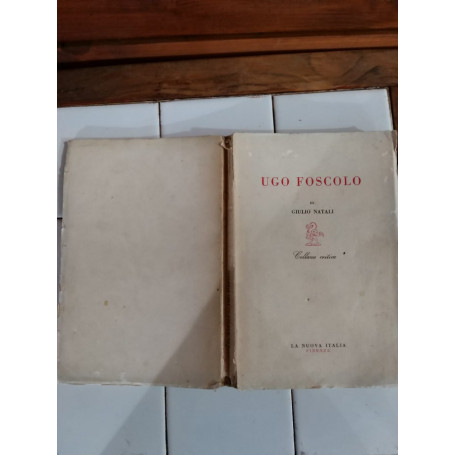 UGO FOSCOLO
DI
GIULIO NATALI
Collana critica
LA NUOVA ITALIA
FIRENZE